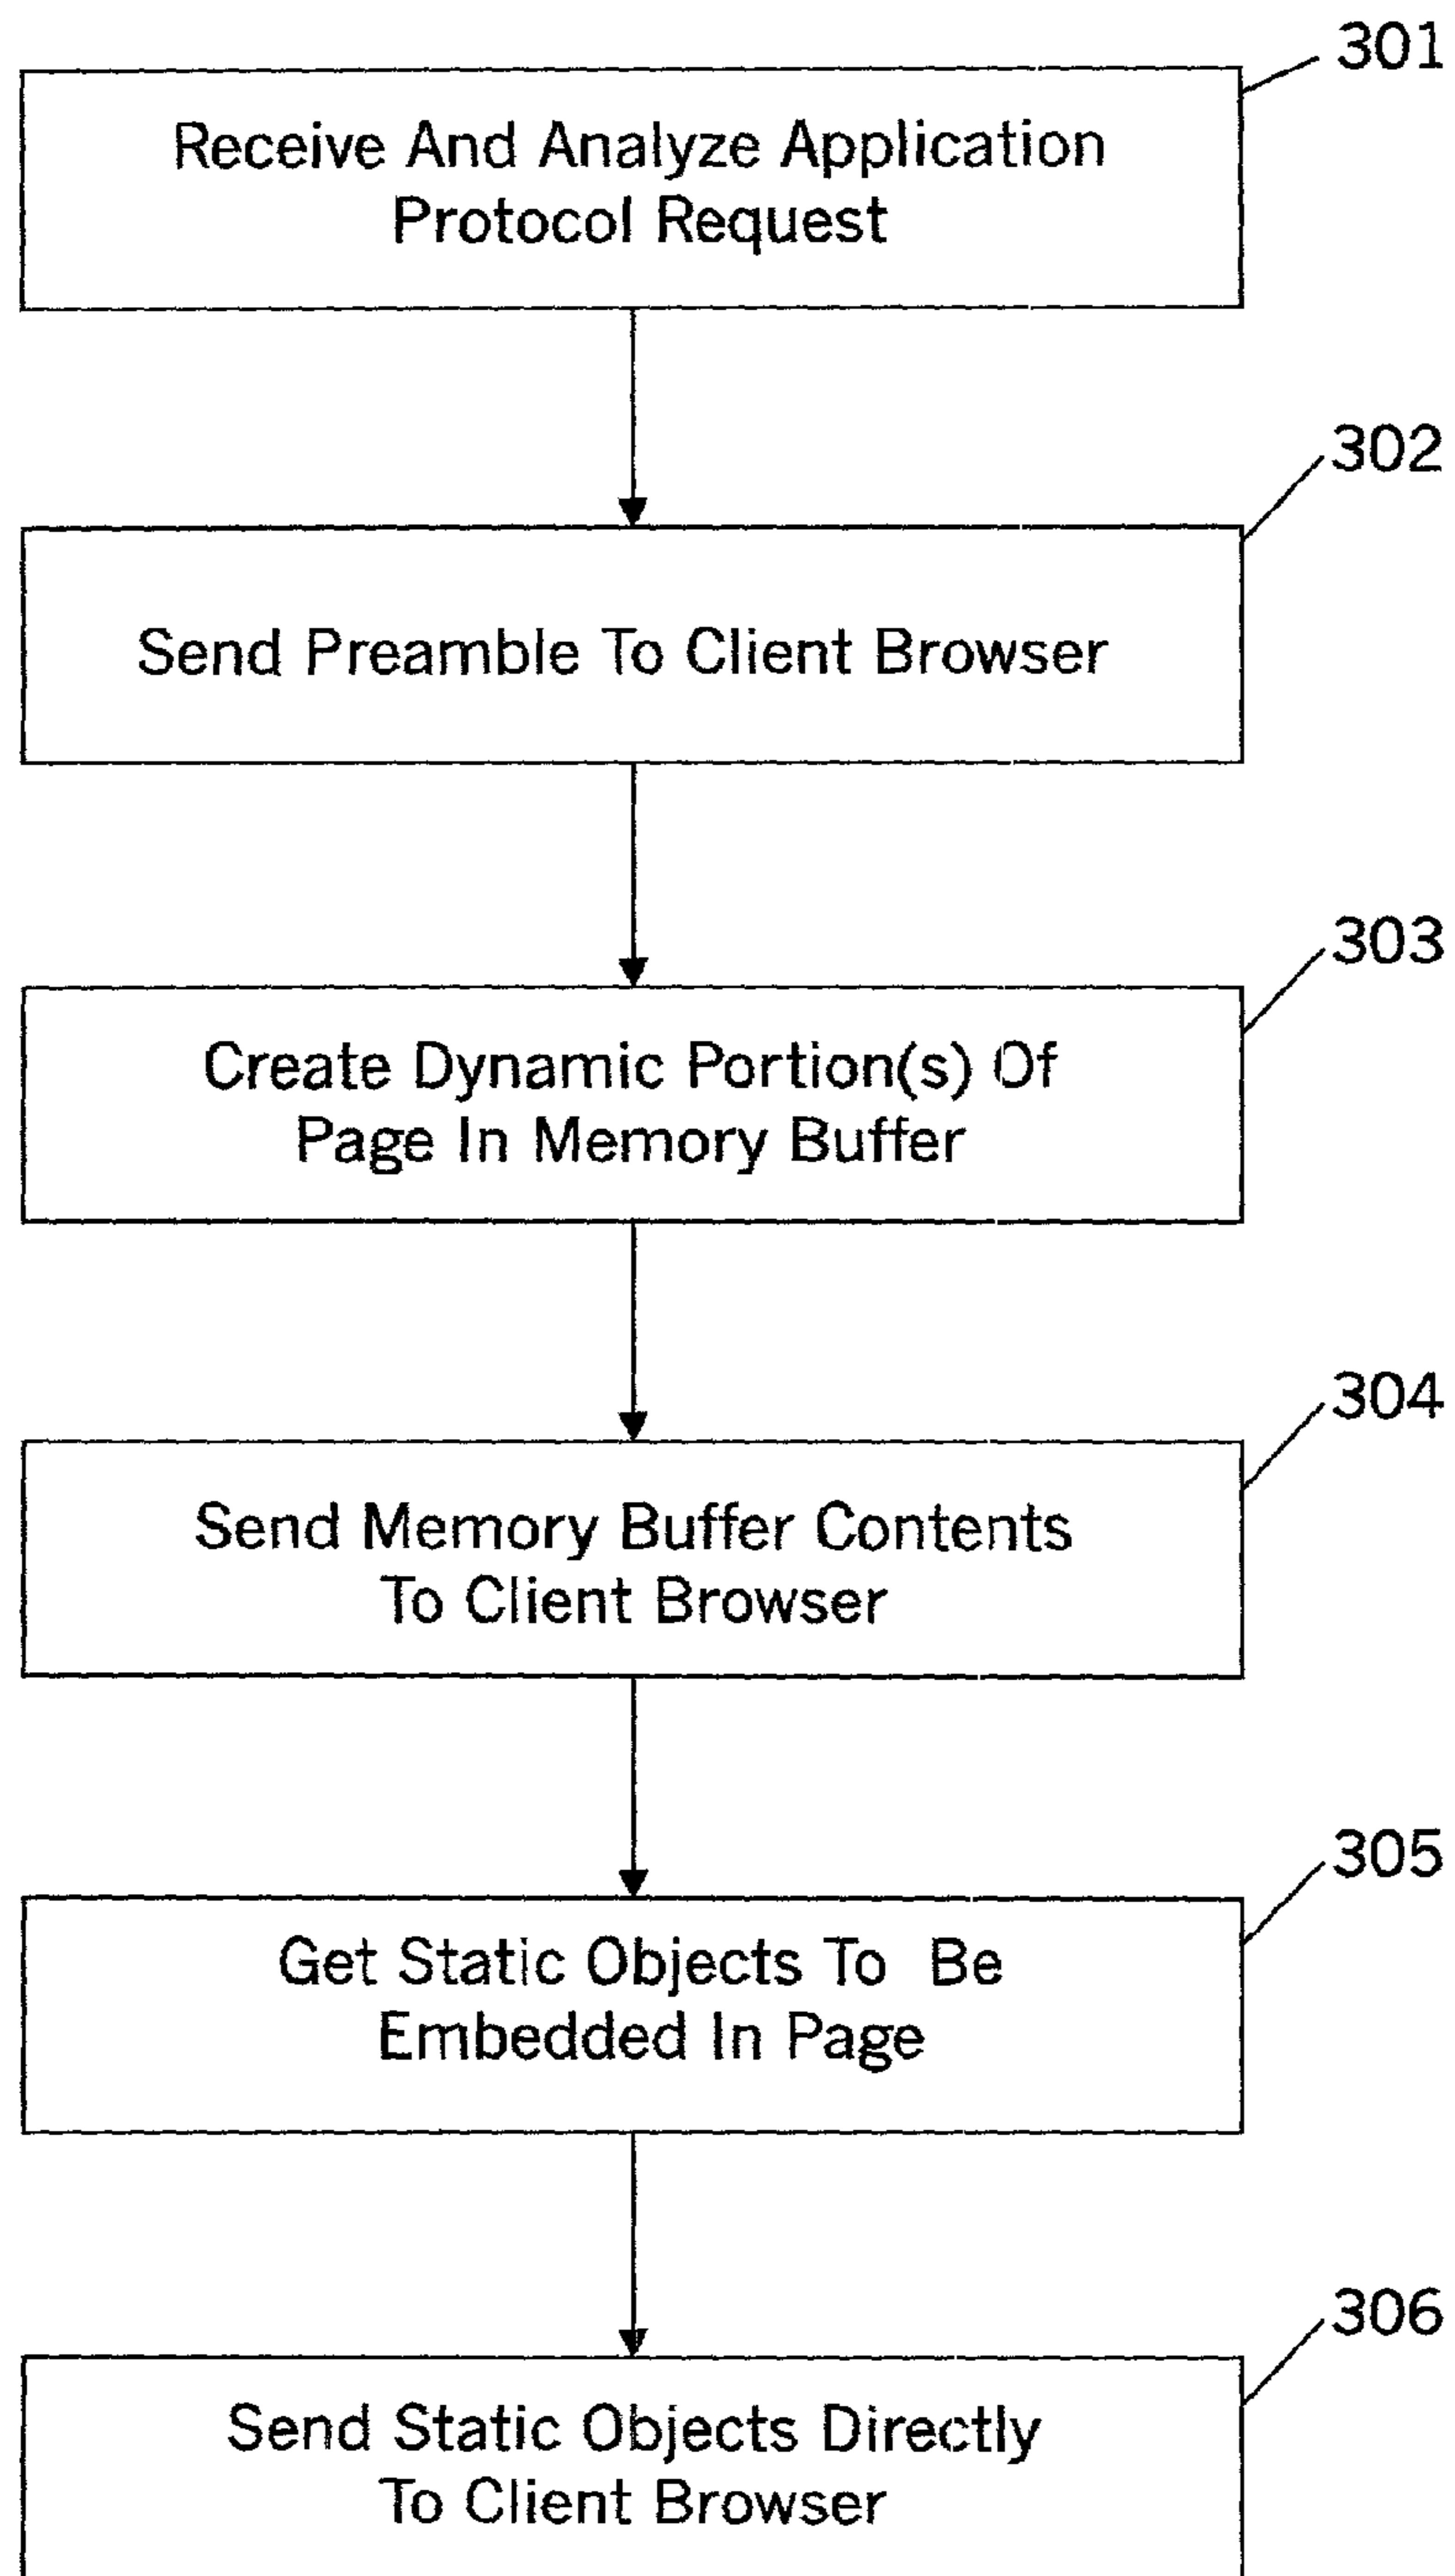 301
Receive And Analyze Application
Protocol Request
302
Send Preamble To Client Browser
303
Create Dynamic Portion(s) Of
Page In Memory Buffer
304
Send Memory Buffer Contents
To Client Browser
305
Get Static Objects To Be
Embedded In Page
306
Send Static Objects Directly
To Client Browser